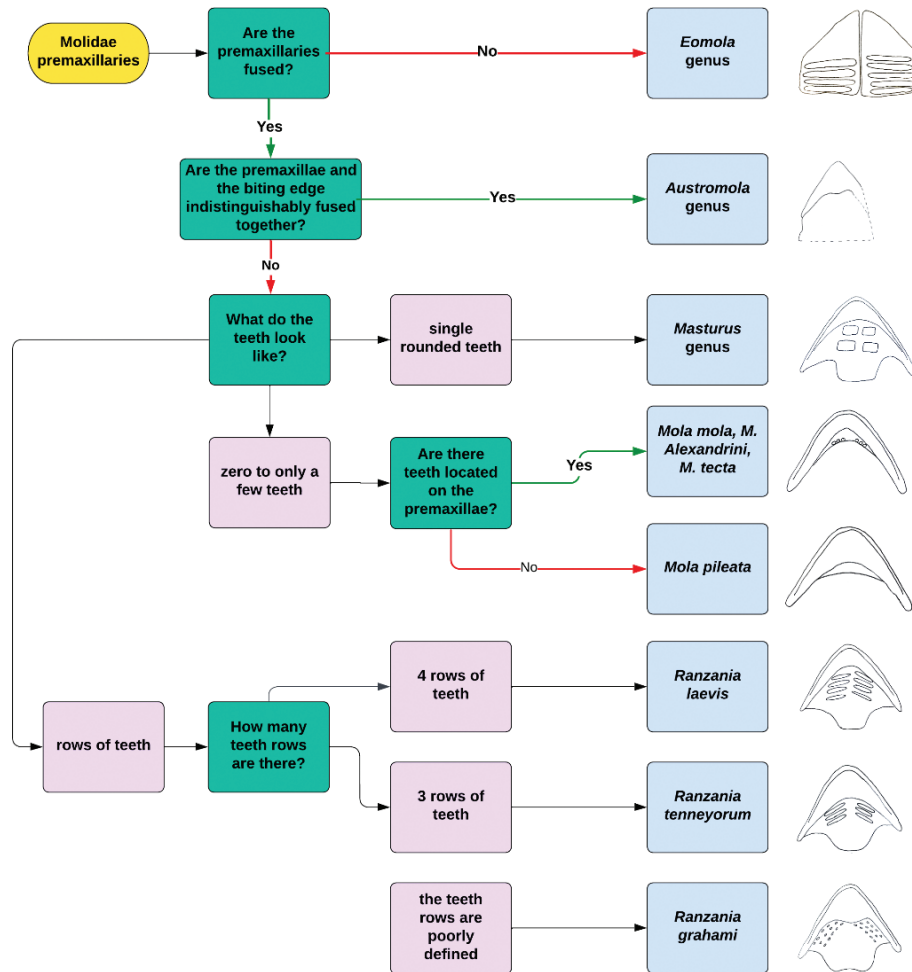 Molidae
premaxillaries
Are the
premaxillaries
fused?
No
Eomola
genus
Yes
Are the premaxillae and
the biting edge
indistinguishably fused
together?
Yes
Austromola
genus
No
What do the
teeth look
like?
single
rounded teeth
Masturus
genus
zero to only a
few teeth
Are there
teeth located
on the
premaxillae?
Yes
Mola mola, M.
Alexandrini,
M. tecta
No
Mola pileata
rows of teeth
How many
teeth rows
are there?
4 rows of
teeth
Ranzania
laevis
3 rows of
teeth
Ranzania
tenneyorum
the teeth
rows are
poorly
defined
Ranzania
grahami